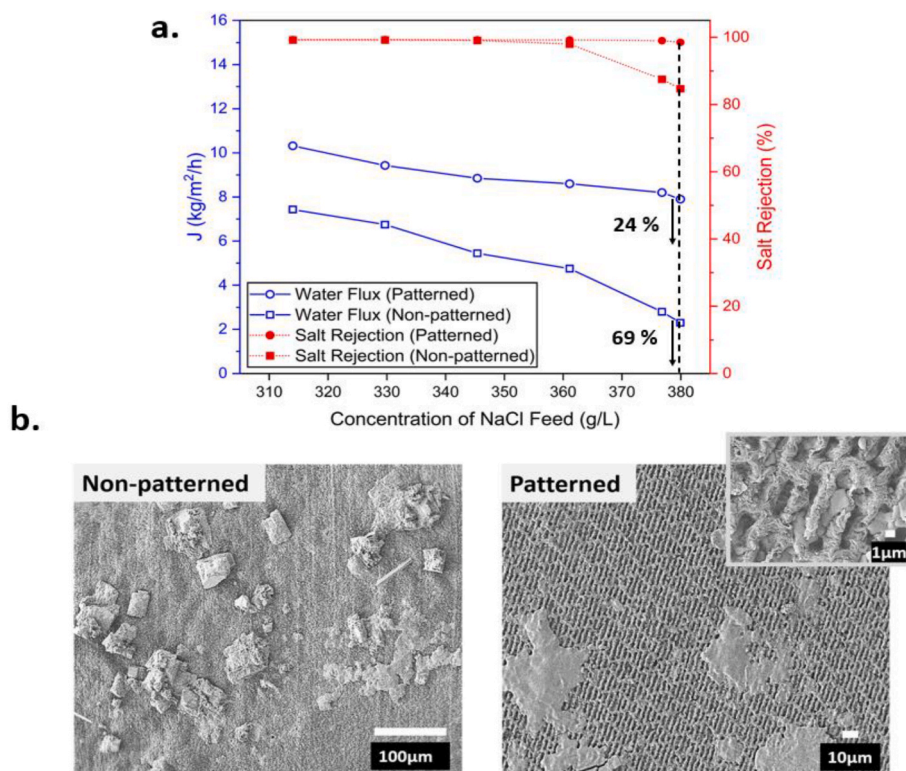 a.
16
14
12
10
8
6
4
2
0
J (kg/m²/h)
100
80
60
40
20
0
Salt Rejection (%)
24 %
69 %
Water Flux (Patterned)
Water Flux (Non-patterned)
Salt Rejection (Patterned)
Salt Rejection (Non-patterned)
310 320 330 340 350 360 370 380
Concentration of NaCl Feed (g/L)
b.
Non-patterned
100µm
Patterned
1µm
10µm